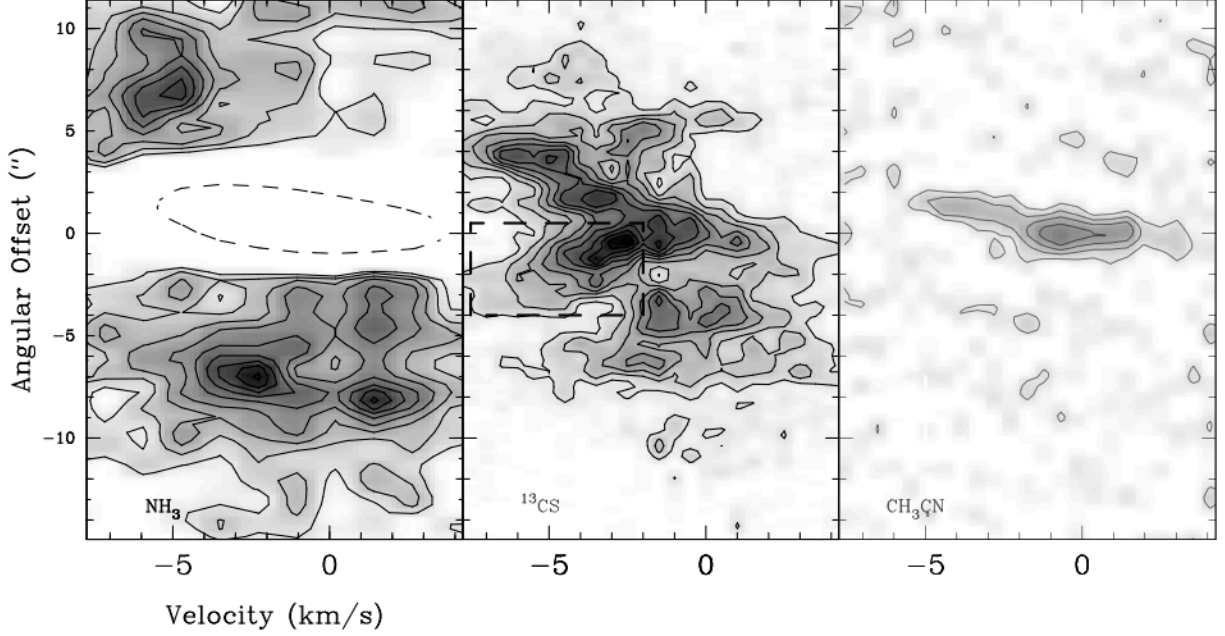 10
5
0
-5
-10
Angular Offset (")
NH3
13CS
CH3CN
−5
0
−5
0
−5
0
Velocity (km/s)